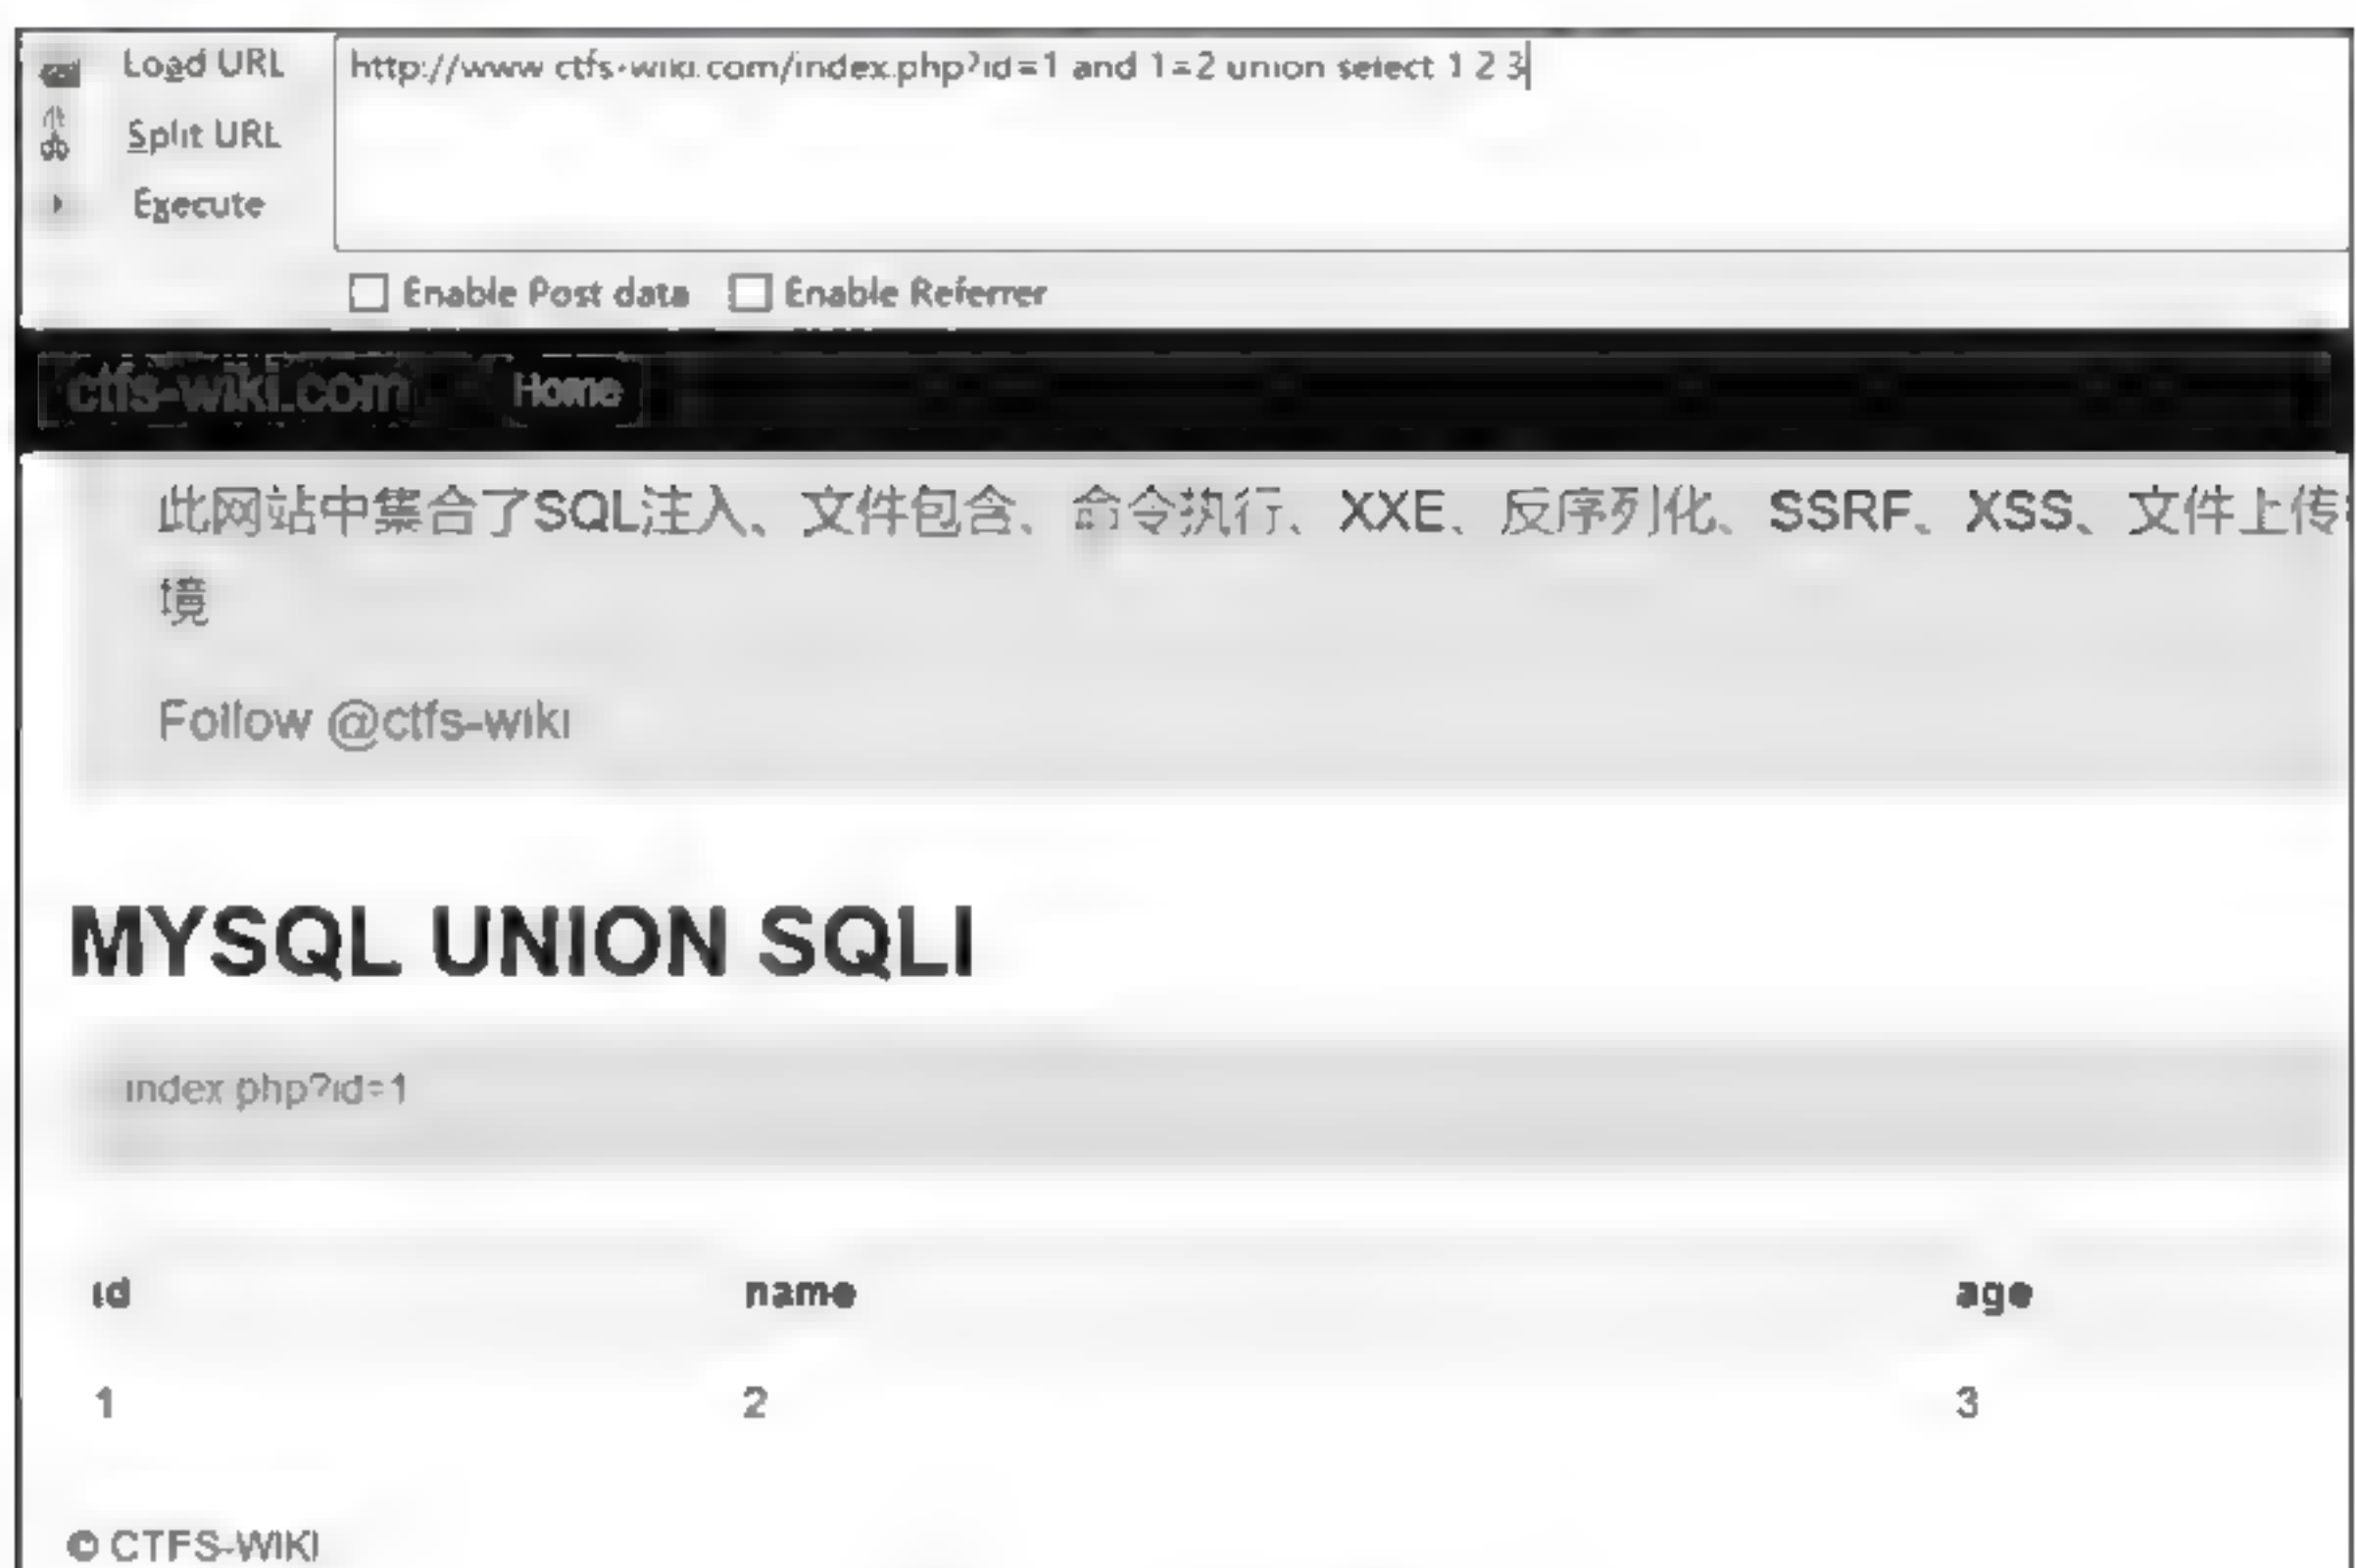 Load URL
http://www.ctfs-wiki.com/index.php?id=1 and 1=2 union select 1 2 3
Split URL
Execute
Enable Post data Enable Referrer
ctfs-wiki.com Home
此网站中集合了SQL注入、文件包含、命令执行、XXE、反序列化、SSRF、XSS、文件上传
境
Follow @ctfs-wiki
MYSQL UNION SQLI
index.php?id=1
id name age
1 2 3
© CTFS-WIKI